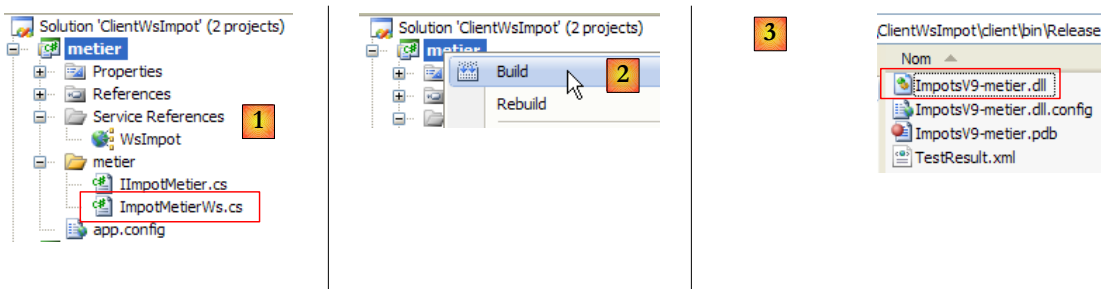 Solution 'ClientWsImpot' (2 projects)
metier
Properties
References
Service References
WsImpot
metier
IImpotMetier.cs
ImpotMetierWs.cs
app.config
1
Solution 'ClientWsImpot' (2 projects)
metier
Build
Rebuild
2
3
\ClientWsImpot\client\bin\Release
Nom
ImpotsV9-metier.dll
ImpotsV9-metier.dll.config
ImpotsV9-metier.pdb
TestResult.xml